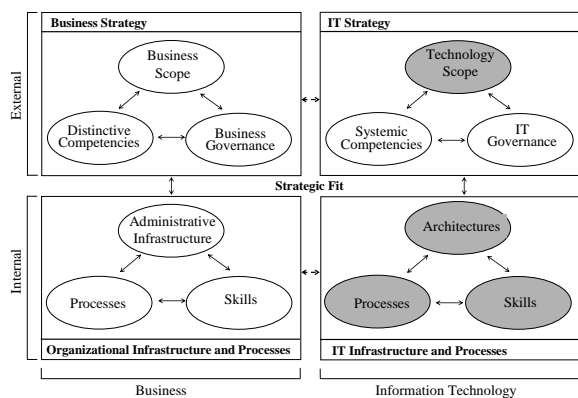 Business Strategy
IT Strategy
External
Business
Scope
Technology
Scope
Distinctive
Competencies
Business
Governance
Systemic
Competencies
IT
Governance
Strategic Fit
Internal
Administrative
Infrastructure
Architectures
Processes
Skills
Processes
Skills
Organizational Infrastructure and Processes
IT Infrastructure and Processes
Business
Information Technology